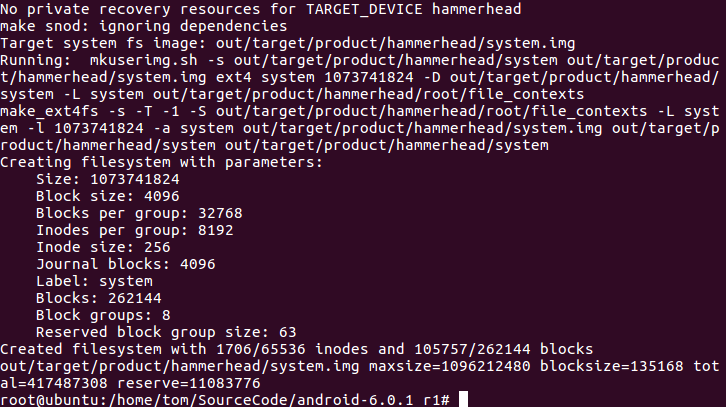 No private recovery resources for TARGET_DEVICE hammerhead
make snod: ignoring dependencies
Target system fs image: out/target/product/hammerhead/system.img
Running:  mkuserimg.sh -s out/target/product/hammerhead/system out/target/produc
t/hammerhead/system.img ext4 system 1073741824 -D out/target/product/hammerhead/
system -L system out/target/product/hammerhead/root/file_contexts
make_ext4fs -s -T -1 -S out/target/product/hammerhead/root/file_contexts -L syst
em -l 1073741824 -a system out/target/product/hammerhead/system.img out/target/p
roduct/hammerhead/system out/target/product/hammerhead/system
Creating filesystem with parameters:
    Size: 1073741824
    Block size: 4096
    Blocks per group: 32768
    Inodes per group: 8192
    Inode size: 256
    Journal blocks: 4096
    Label: system
    Blocks: 262144
    Block groups: 8
    Reserved block group size: 63
Created filesystem with 1706/65536 inodes and 105757/262144 blocks
out/target/product/hammerhead/system.img maxsize=1096212480 blocksize=135168 tot
al=417487308 reserve=11083776
root@ubuntu:/home/tom/SourceCode/android-6.0.1 r1#